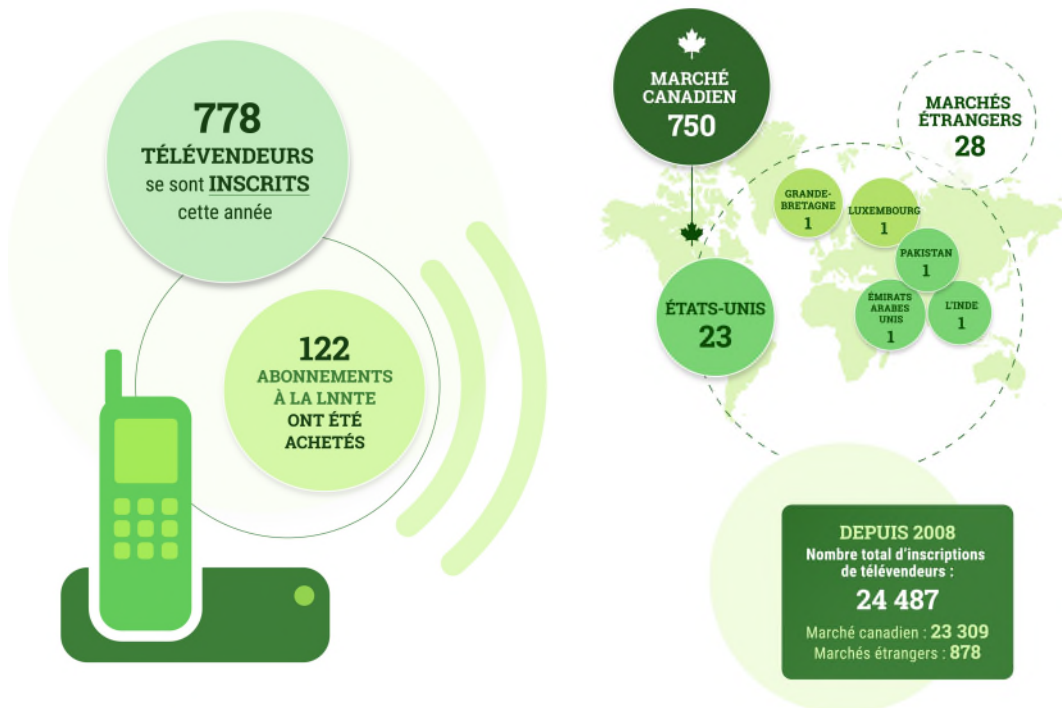 778
TÉLÉVENDEURS
se sont INSCRITS
cette année
122
ABONNEMENTS
À LA LNNTE
ONT ÉTÉ
ACHETÉS
MARCHÉ
CANADIEN
750
MARCHÉS
ÉTRANGERS
28
GRANDE-
BRETAGNE
1
LUXEMBOURG
1
PAKISTAN
1
ÉTATS-UNIS
23
ÉMIRATS
ARABES
UNIS
1
L'INDE
1
DEPUIS 2008
Nombre total d'inscriptions
de télévendeurs :
24 487
Marché canadien : 23 309
Marchés étrangers : 878